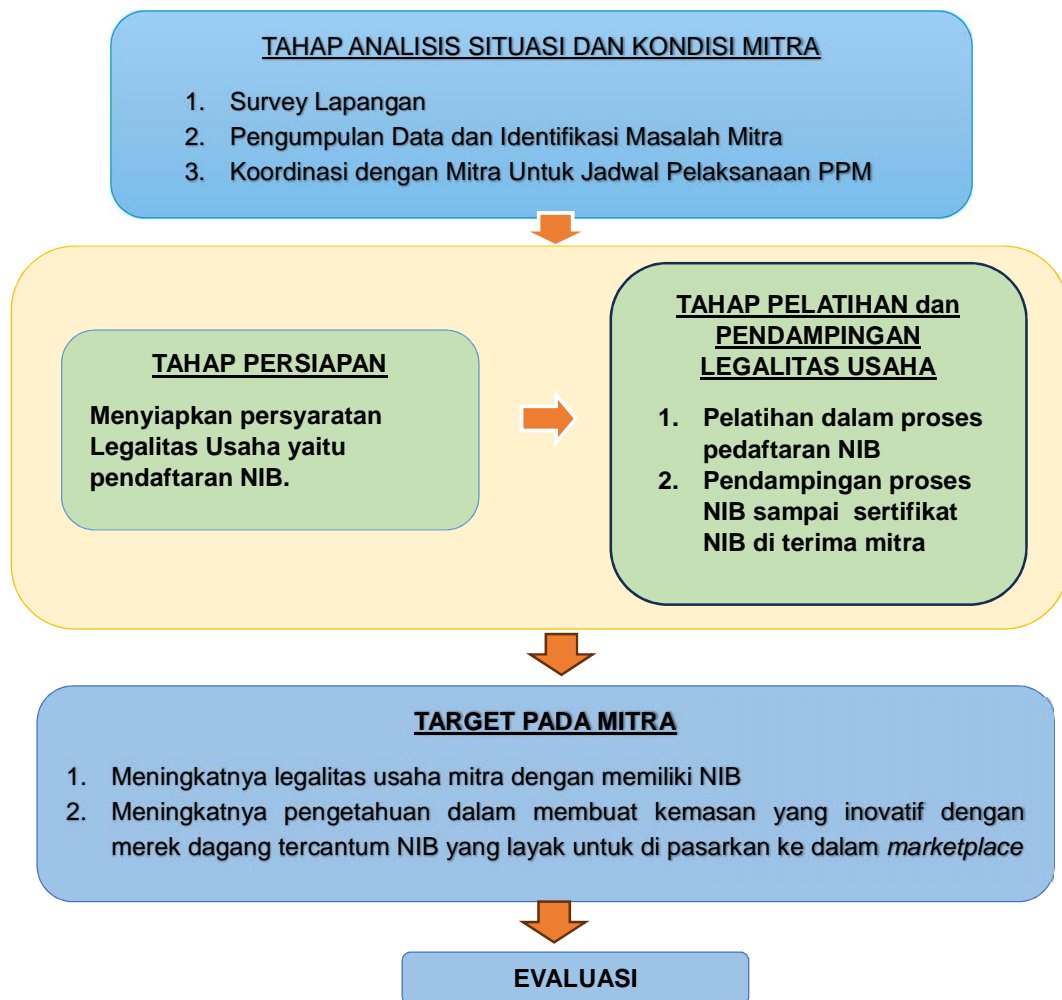 TAHAP ANALISIS SITUASI DAN KONDISI MITRA
1. Survey Lapangan
2. Pengumpulan Data dan Identifikasi Masalah Mitra
3. Koordinasi dengan Mitra Untuk Jadwal Pelaksanaan PPM
TAHAP PERSIAPAN
Menyiapkan persyaratan
Legalitas Usaha yaitu
pendaftaran NIB.
TAHAP PELATIHAN dan
PENDAMPINGAN
LEGALITAS USAHA
1. Pelatihan dalam proses
pedaftaran NIB
2. Pendampingan proses
NIB sampai sertifikat
NIB di terima mitra
TARGET PADA MITRA
1. Meningkatnya legalitas usaha mitra dengan memiliki NIB
2. Meningkatnya pengetahuan dalam membuat kemasan yang inovatif dengan
merek dagang tercantum NIB yang layak untuk di pasarkan ke dalam marketplace
EVALUASI